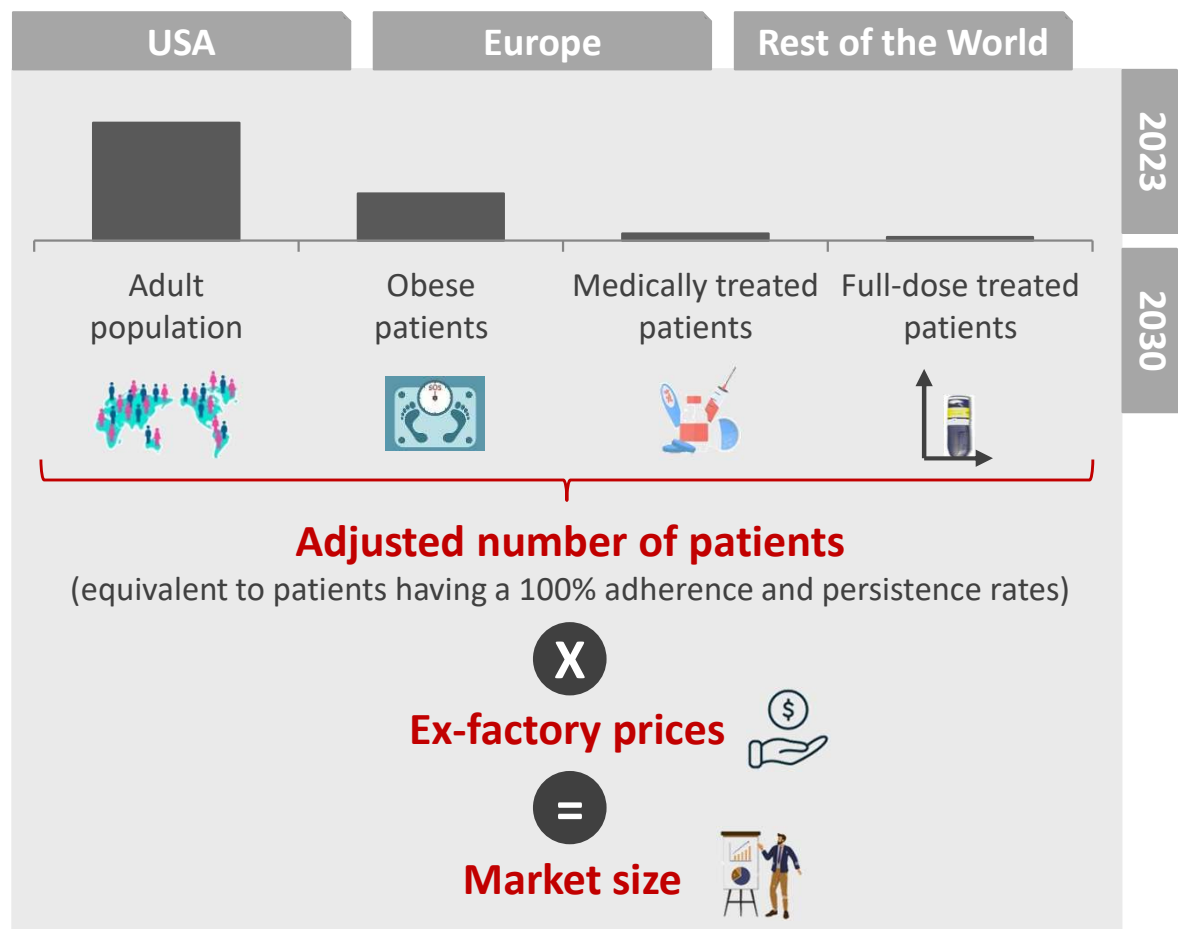 USA
Europe
Rest of the World
2023
2030
Adult
population
Obese
patients
Medically treated
patients
Full-dose treated
patients
SOS
$
Adjusted number of patients
(equivalent to patients having a 100% adherence and persistence rates)
X
Ex-factory prices
$
=
Market size